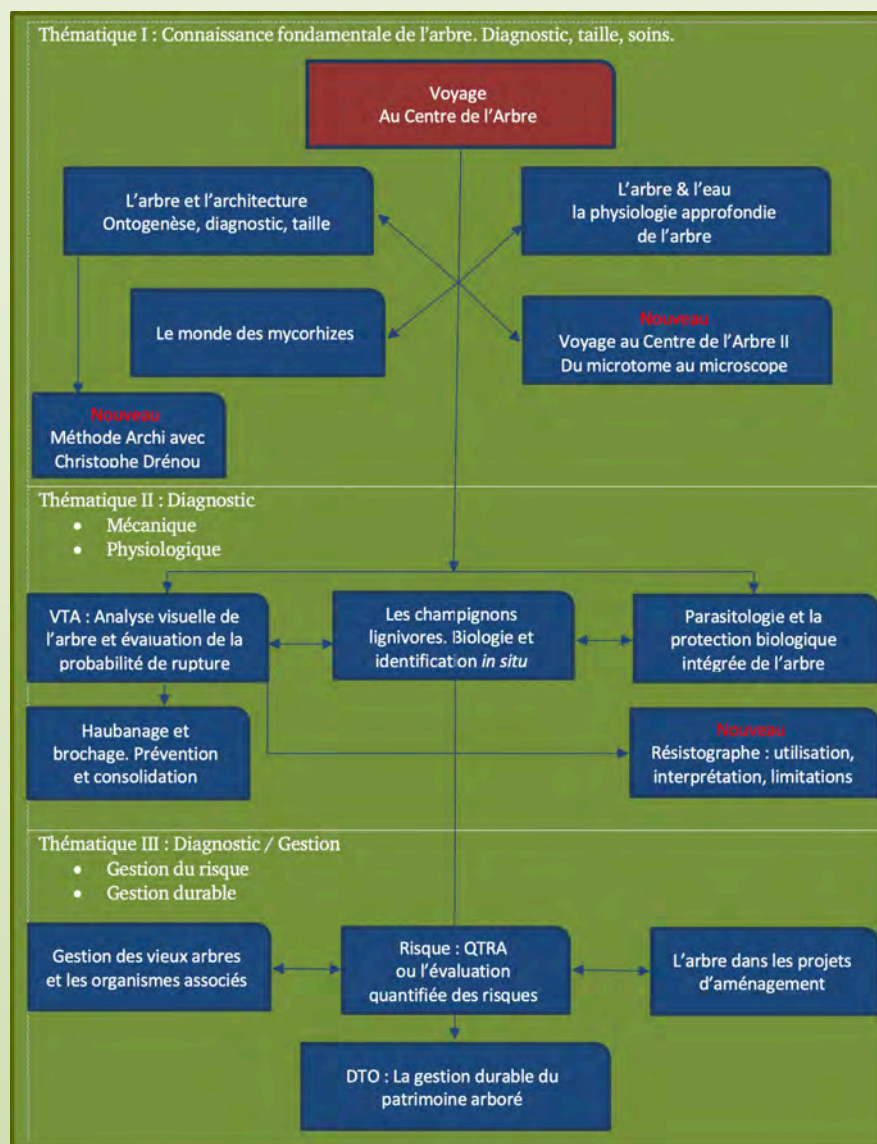 Thématique I : Connaissance fondamentale de l'arbre. Diagnostic, taille, soins.
Voyage
Au Centre de l'Arbre
L'arbre et l'architecture
Ontogenèse, diagnostic, taille
L'arbre & l'eau
la physiologie approfondie
de l'arbre
Le monde des mycorhizes
Nouveau
Voyage au Centre de l'Arbre II
Du microtome au microscope
Nouveau
Méthode Archi avec
Christophe Drénou
Thématique II : Diagnostic
• Mécanique
• Physiologique
VTA : Analyse visuelle de
l'arbre et évaluation de la
probabilité de rupture
Les champignons
lignivores. Biologie et
identification in situ
Parasitologie et la
protection biologique
intégrée de l'arbre
Haubanage et
brochage. Prévention
et consolidation
Nouveau
Résistographe : utilisation,
interprétation, limitations
Thématique III : Diagnostic / Gestion
• Gestion du risque
• Gestion durable
Gestion des vieux arbres
et les organismes associés
Risque : QTRA
ou l'évaluation
quantifiée des risques
L'arbre dans les projets
d'aménagement
DTO : La gestion durable du
patrimoine arboré